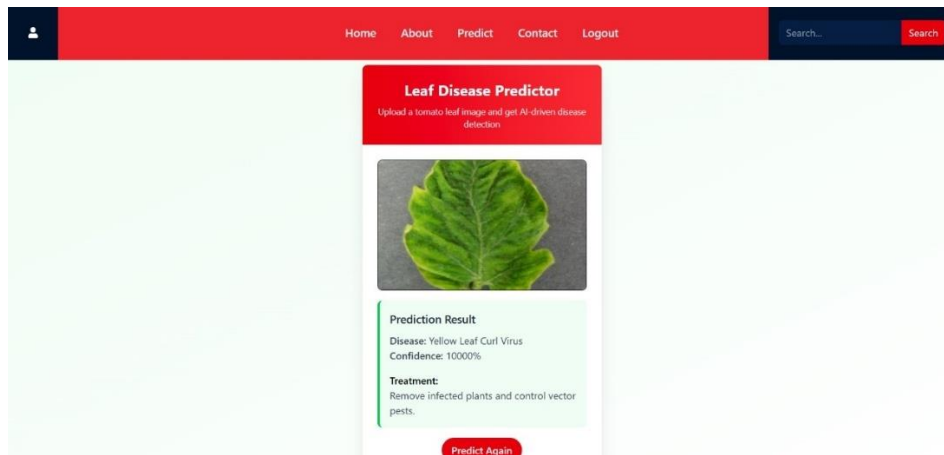 Home About Predict Contact Logout Search... Search
Leaf Disease Predictor
Upload a tomato leaf image and get AI-driven disease
detection
Prediction Result
Disease: Yellow Leaf Curl Virus
Confidence: 10000%
Treatment:
Remove infected plants and control vector
pests.
Predict Again